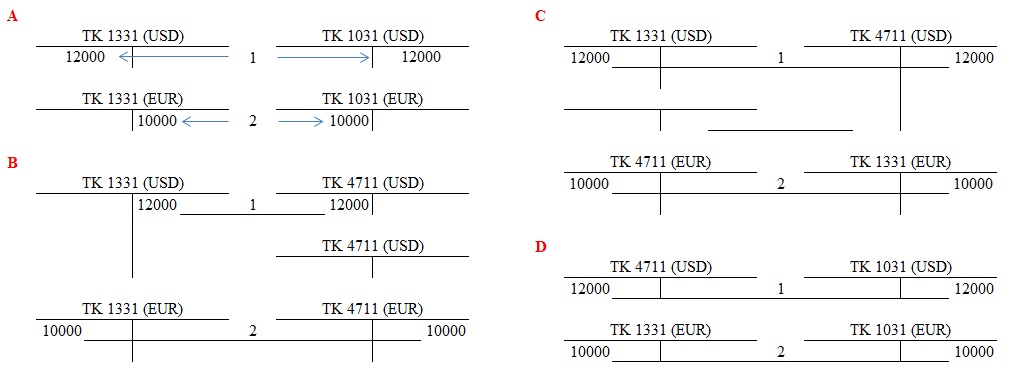 A
TK 1331 (USD) TK 1031 (USD)
12000 1 12000
TK 1331 (EUR) TK 1031 (EUR)
10000 2 10000
B
TK 1331 (USD) TK 4711 (USD)
12000 1 12000
TK 4711 (USD)
TK 1331 (EUR) TK 4711 (EUR)
10000 2 10000
C
TK 1331 (USD) TK 4711 (USD)
12000 1 12000
TK 4711 (EUR) TK 1331 (EUR)
10000 2 10000
D
TK 4711 (USD) TK 1031 (USD)
12000 1 12000
TK 1331 (EUR) TK 1031 (EUR)
10000 2 10000